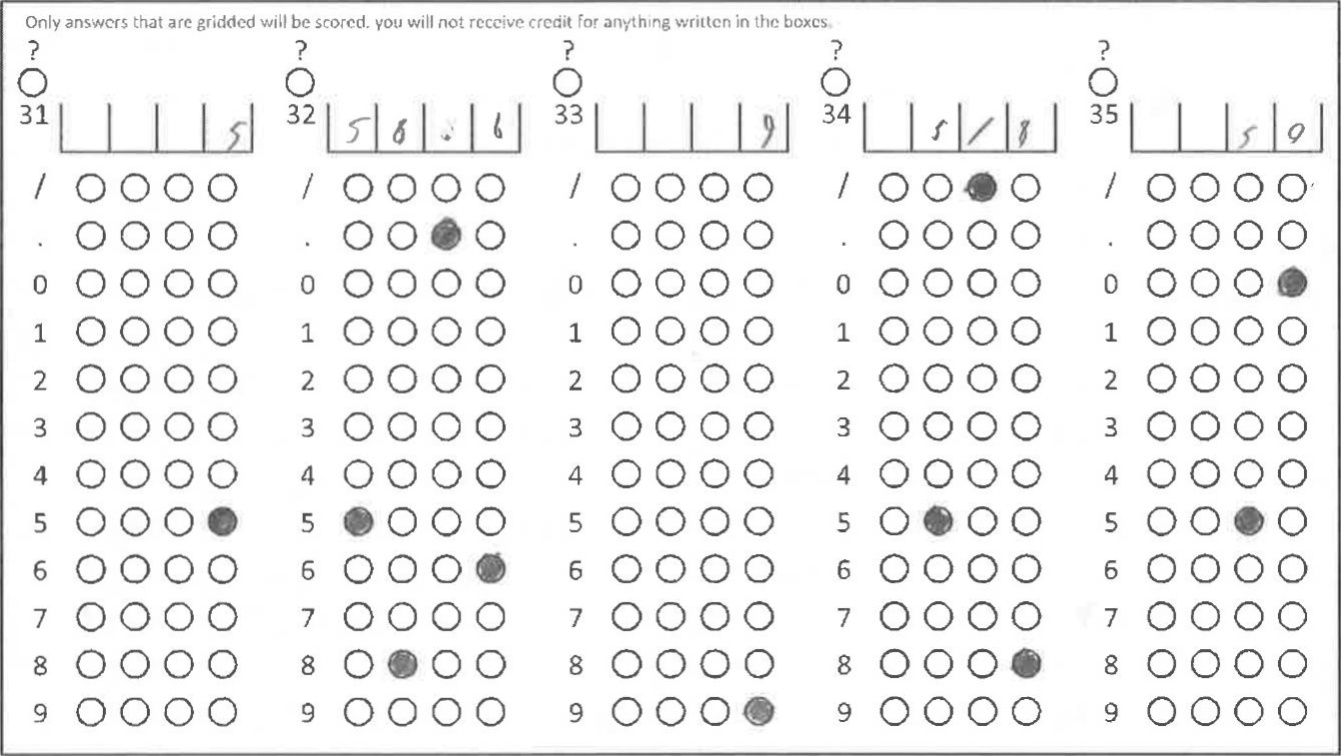 Only answers that are gridded will be scored. you will not receive credit for anything written in the boxes.
? ? ? ? ?
31 5 32 5 8 . 6 33 9 34 5 / 8 35 5 0
/ / / / /
. . . . .
0 0 0 0 0
1 1 1 1 1
2 2 2 2 2
3 3 3 3 3
4 4 4 4 4
5 5 5 5 5
6 6 6 6 6
7 7 7 7 7
8 8 8 8 8
9 9 9 9 9